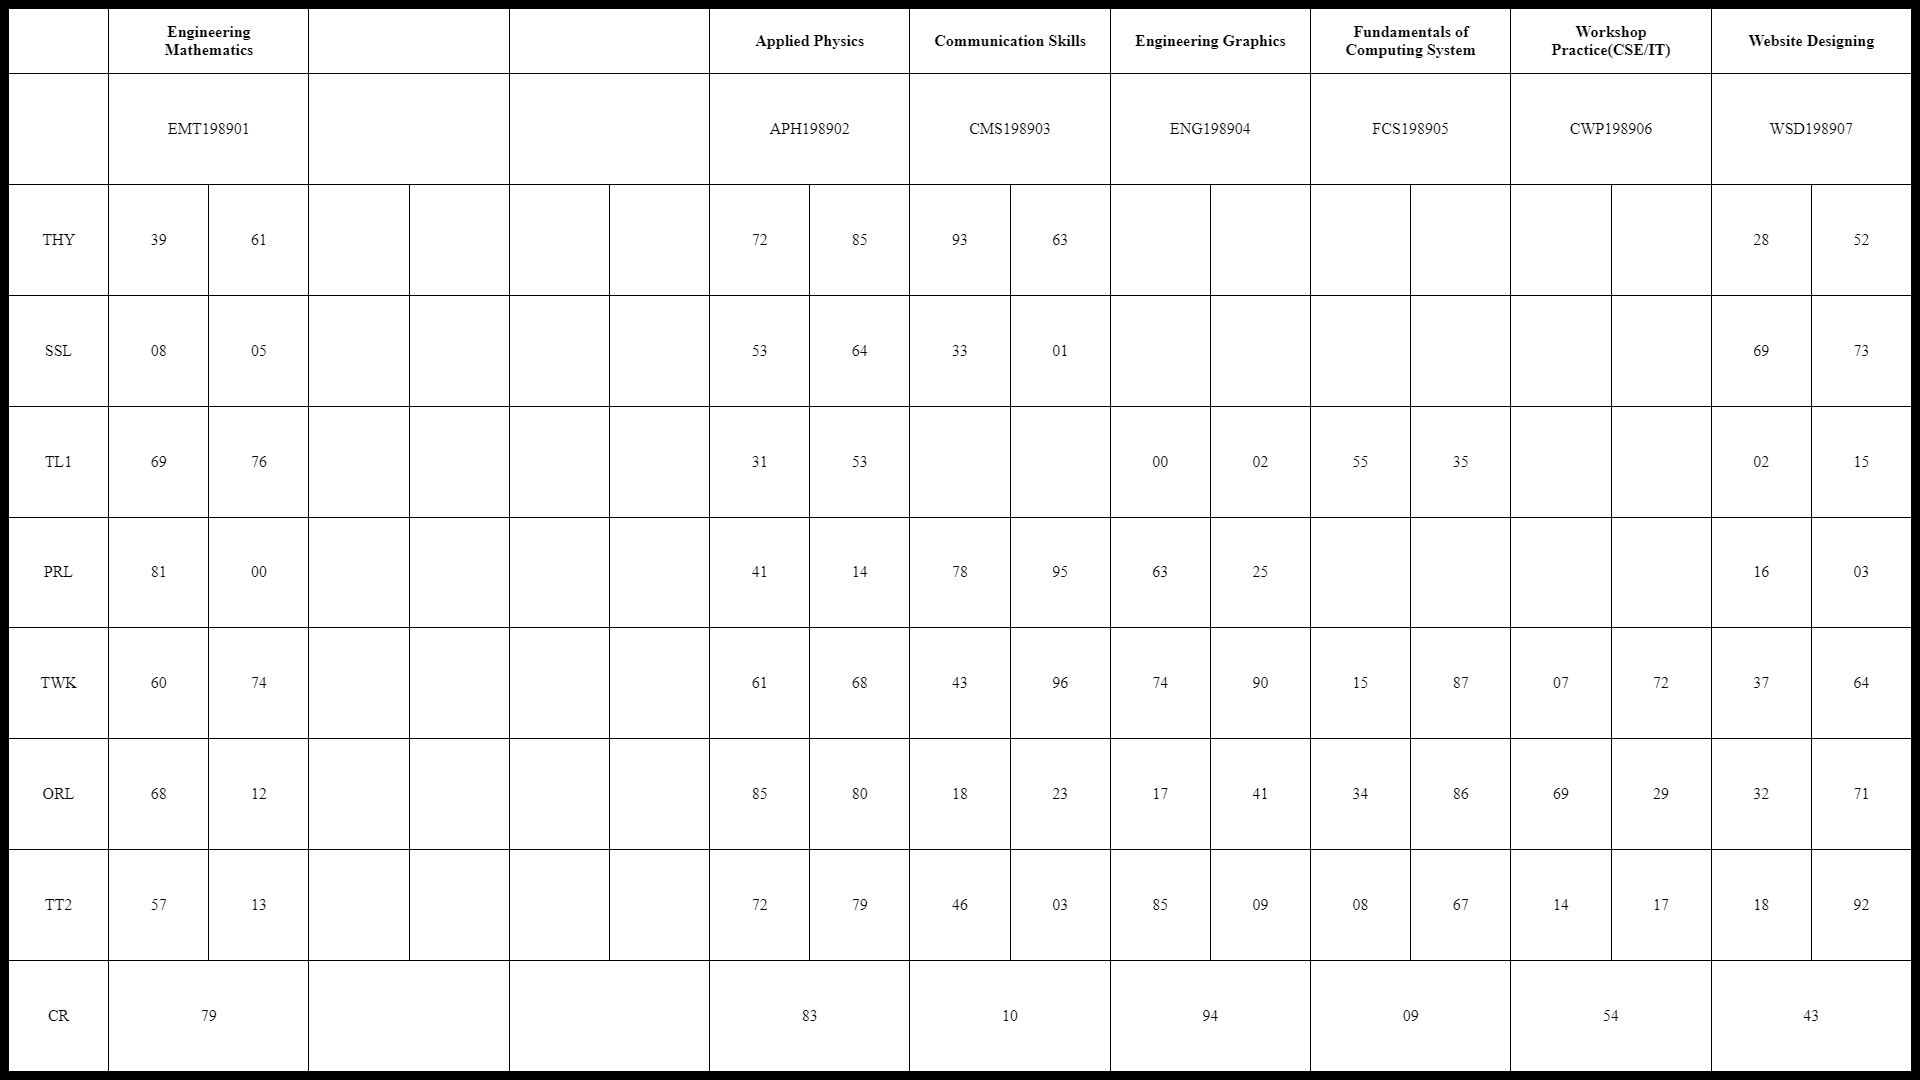 Engineering Mathematics Applied Physics Communication Skills Engineering Graphics Fundamentals of Computing System Workshop Practice(CSE/IT) Website Designing
EMT198901 APH198902 CMS198903 ENG198904 FCS198905 CWP198906 WSD198907
THY 39 61 72 85 93 63 28 52
SSL 08 05 53 64 33 01 69 73
TL1 69 76 31 53 00 02 55 35 02 15
PRL 81 00 41 14 78 95 63 25 16 03
TWK 60 74 61 68 43 96 74 90 15 87 07 72 37 64
ORL 68 12 85 80 18 23 17 41 34 86 69 29 32 71
TT2 57 13 72 79 46 03 85 09 08 67 14 17 18 92
CR 79 83 10 94 09 54 43